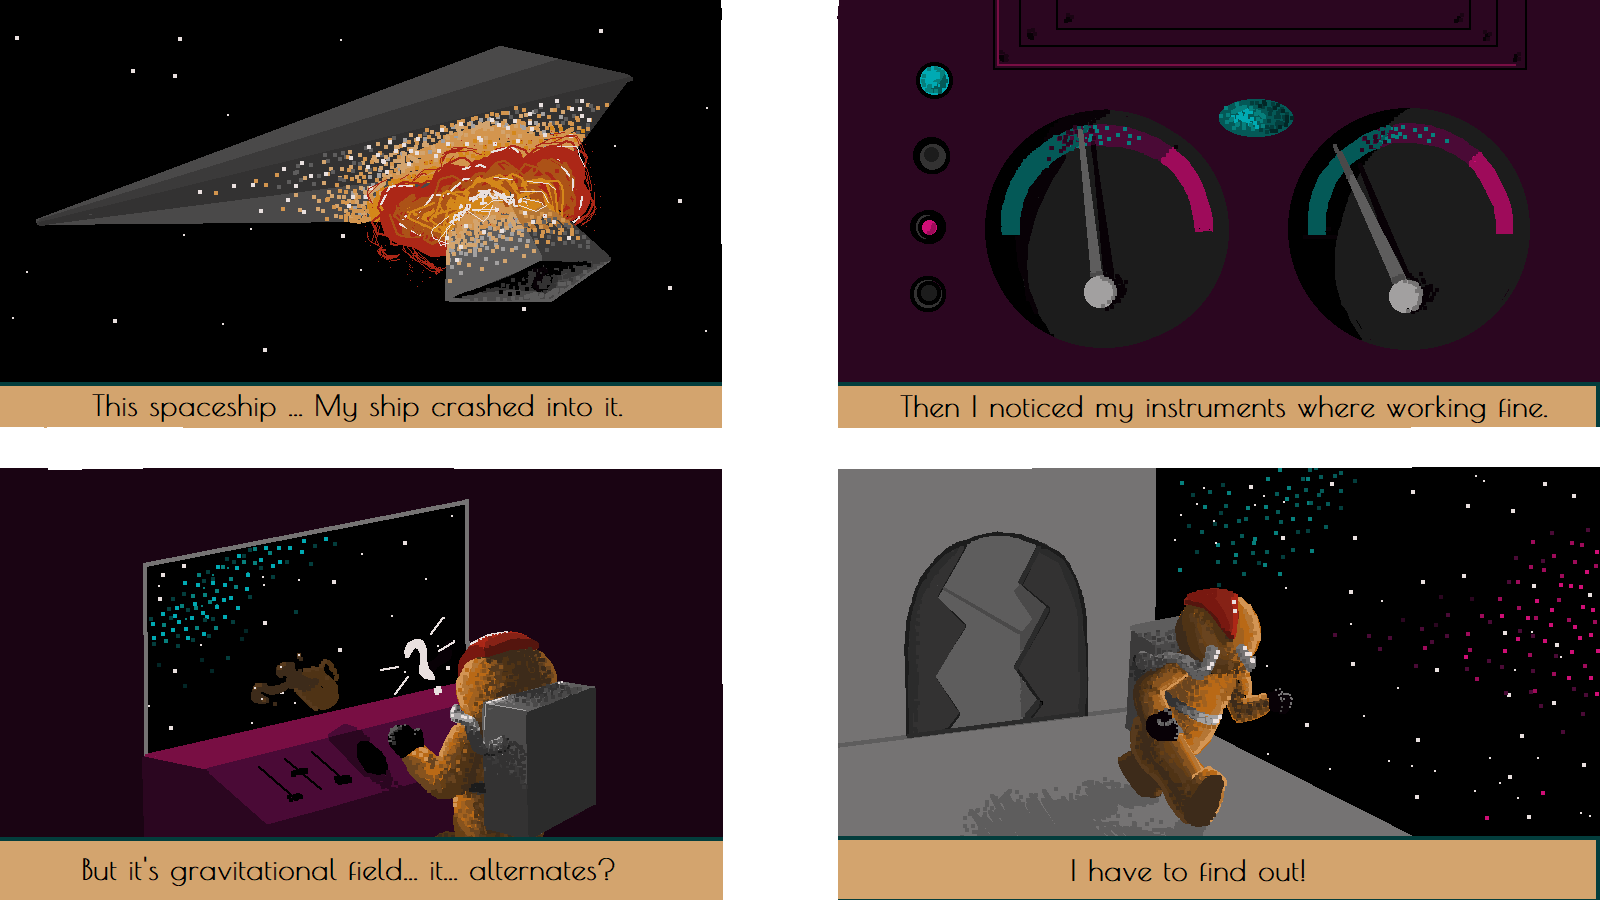 This spaceship ... My ship crashed into it.
Then I noticed my instruments where working fine.
?
But it's gravitational field... it... alternates?
I have to find out!